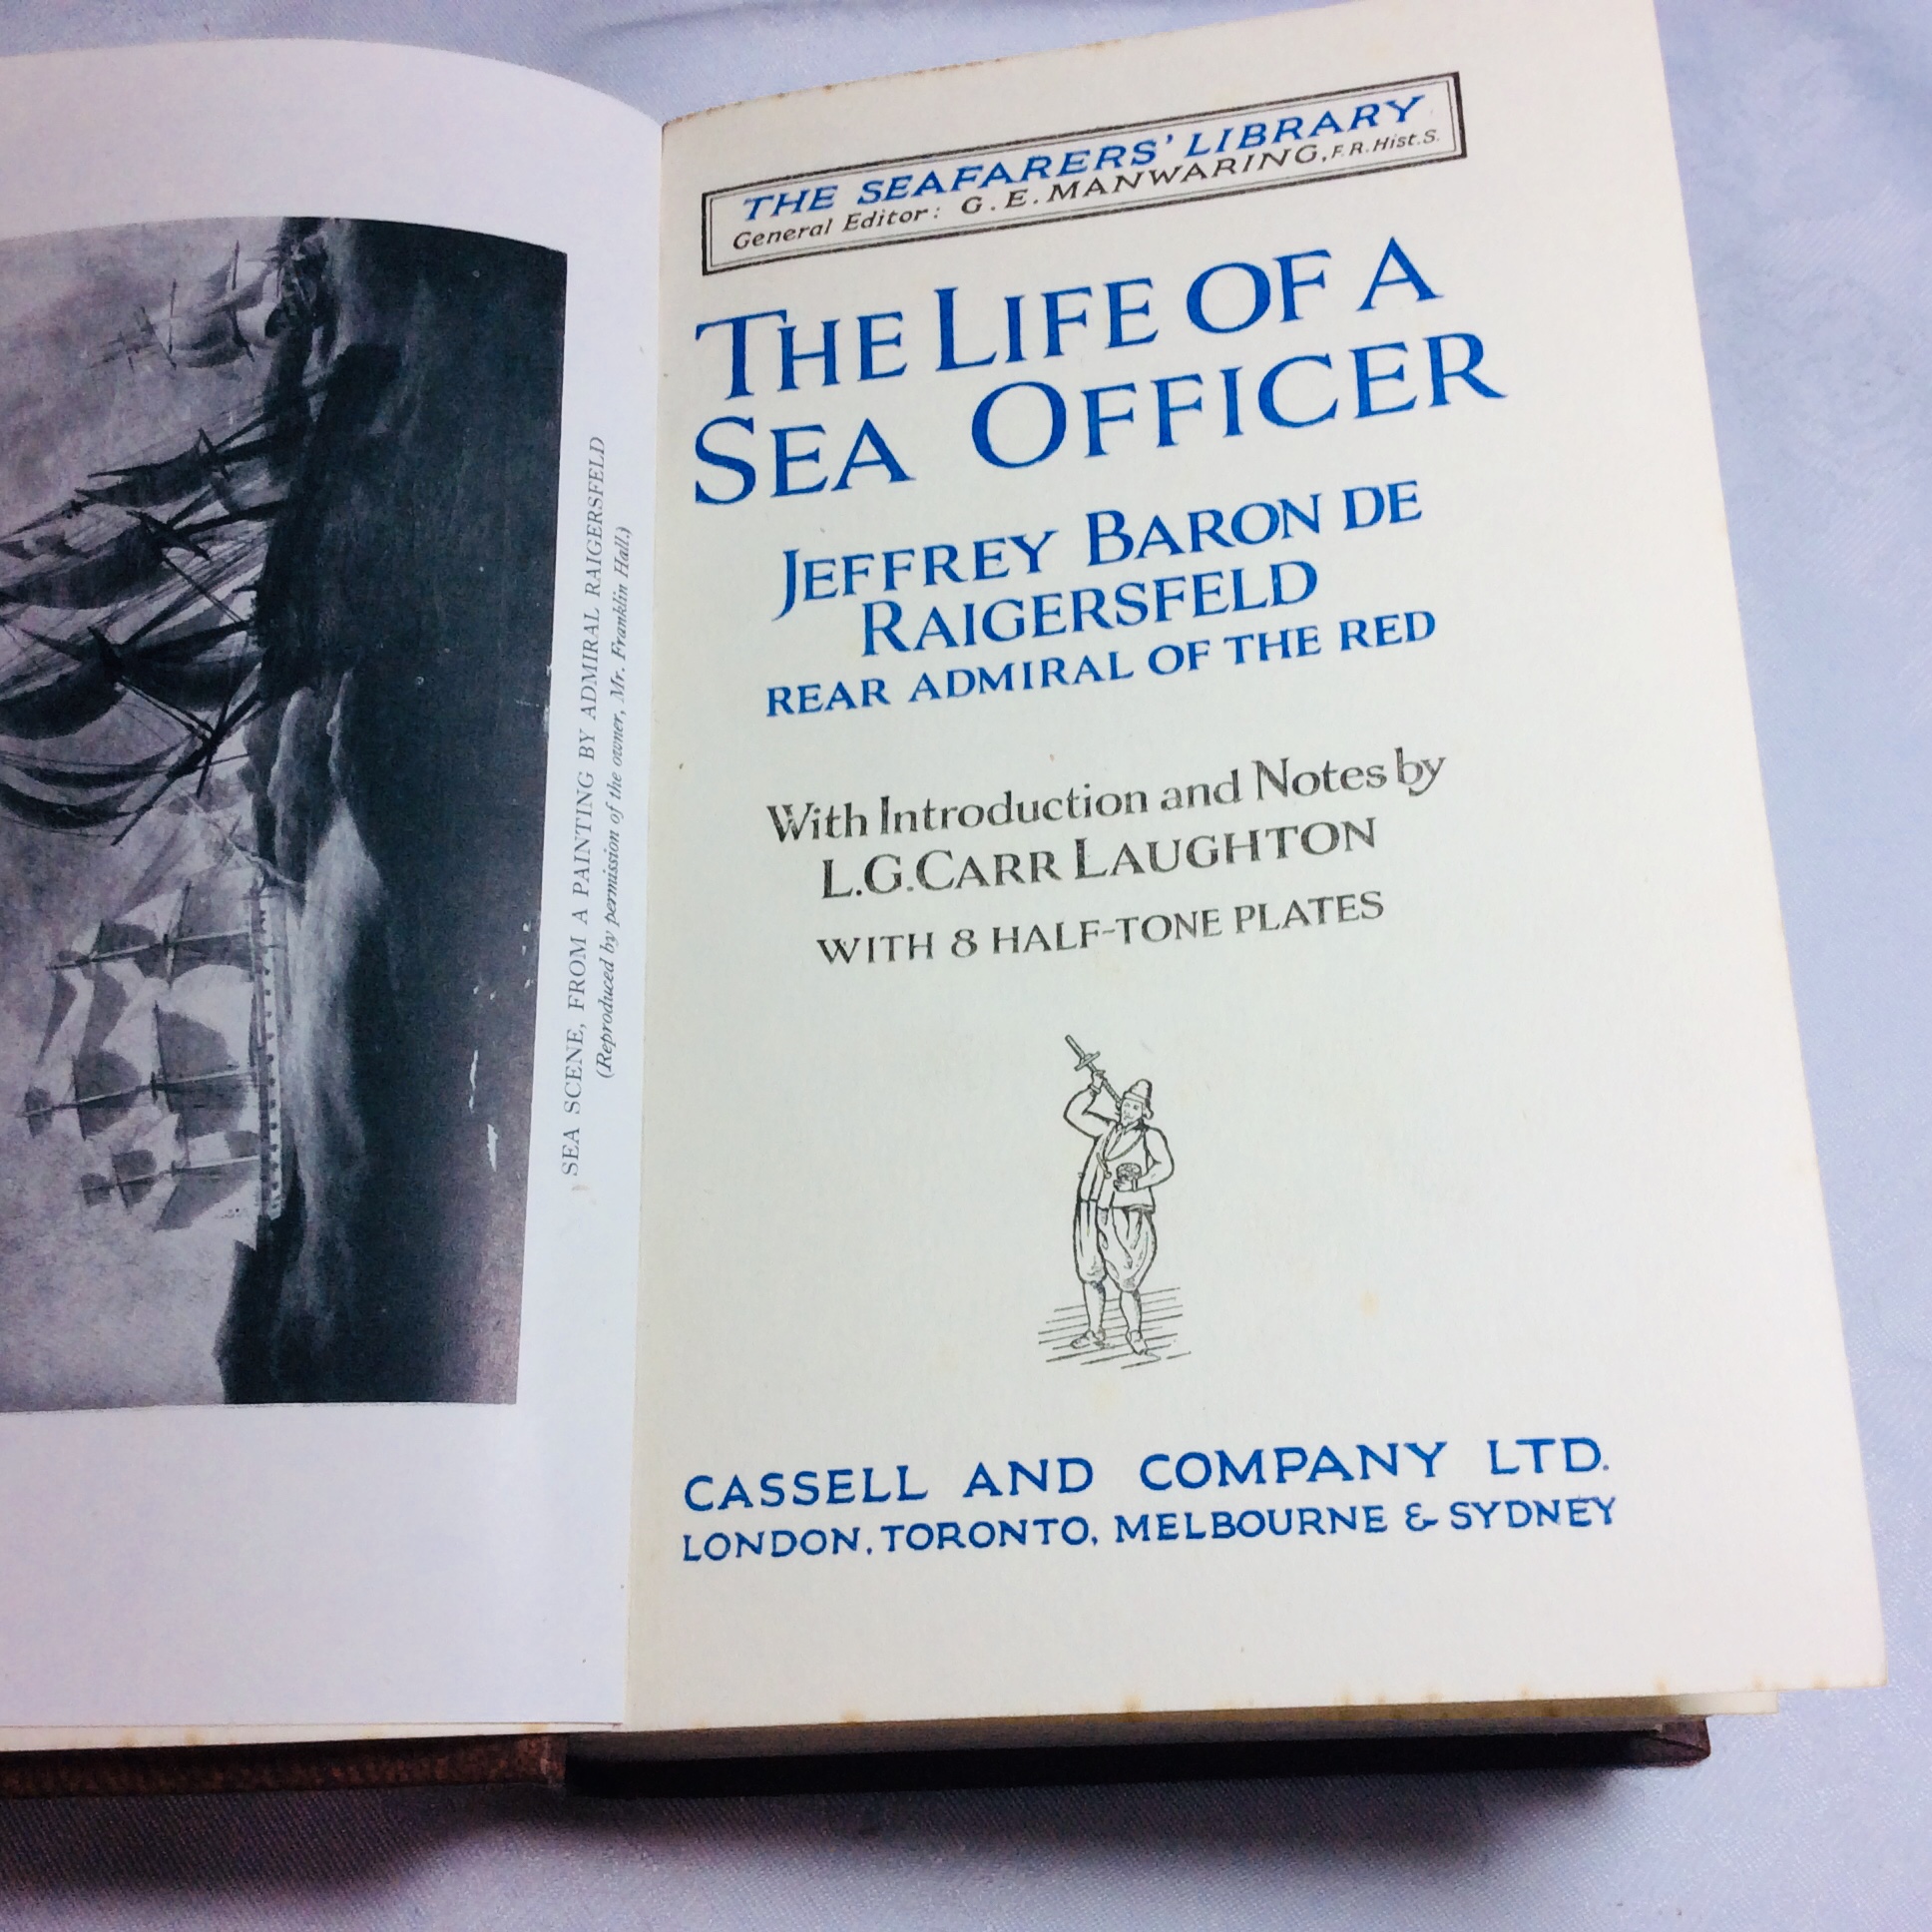 SEA SCENE, FROM A PAINTING BY ADMIRAL RAIGERSFELD
(Reproduced by permission of the owner, Mr. Franklin Hall.)
THE SEAFARERS' LIBRARY
General Editor: G. E. MANWARING, F.R.Hist.S.
THE LIFE OF A
SEA OFFICER
JEFFREY BARON DE
RAIGERSFELD
REAR ADMIRAL OF THE RED
With Introduction and Notes by
L.G.CARR LAUGHTON
WITH 8 HALF-TONE PLATES
CASSELL AND COMPANY LTD.
LONDON, TORONTO, MELBOURNE & SYDNEY